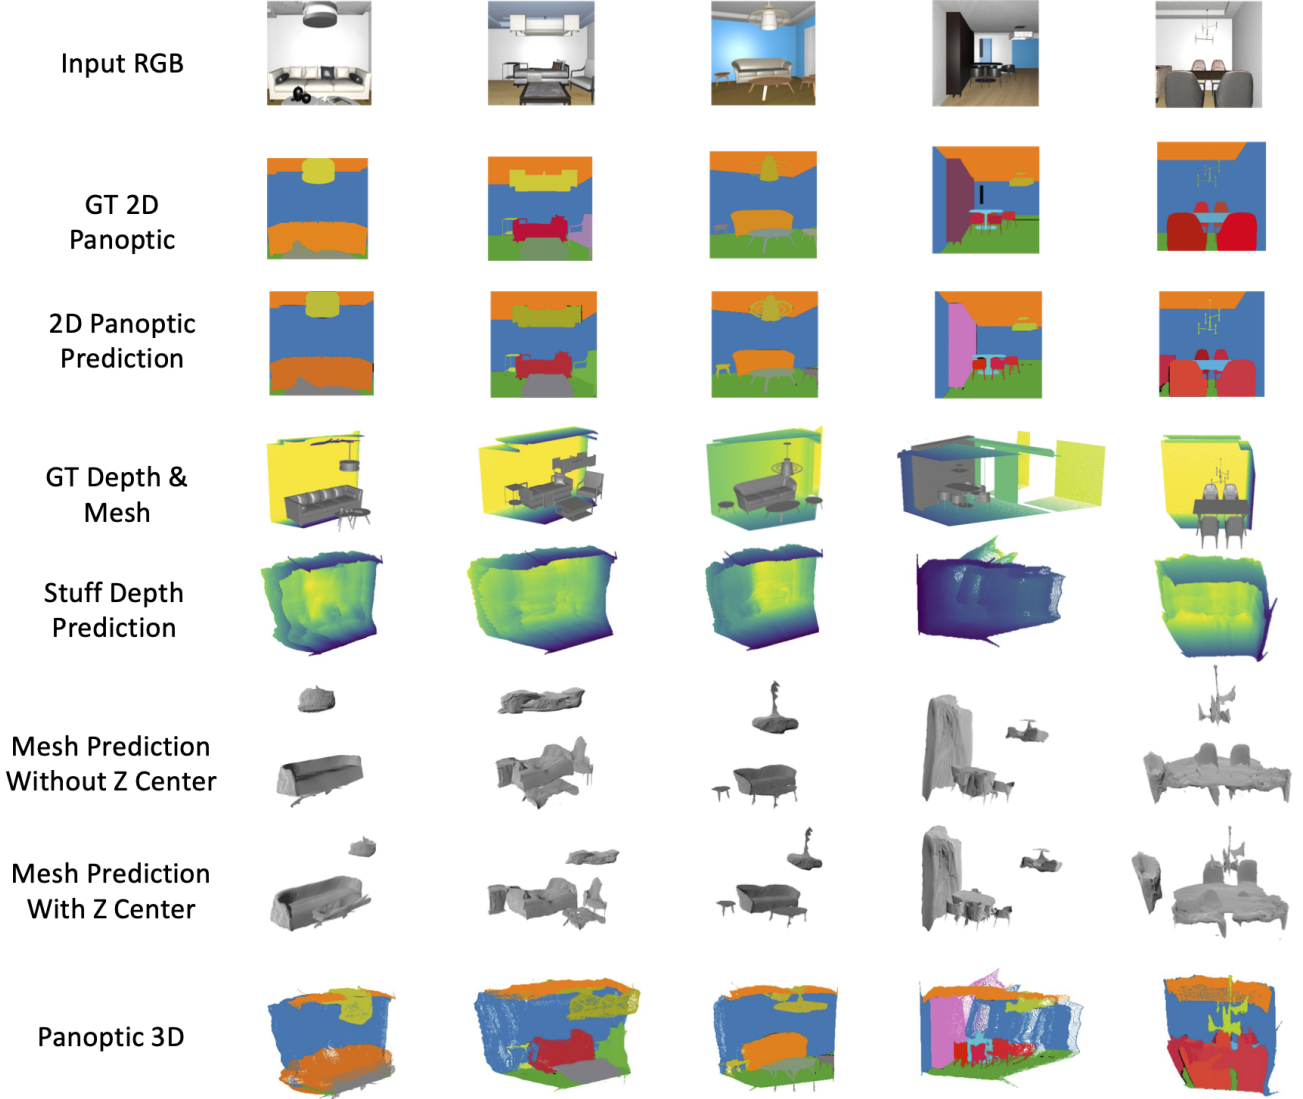 Input RGB
GT 2D
Panoptic
2D Panoptic
Prediction
GT Depth &
Mesh
Stuff Depth
Prediction
Mesh Prediction
Without Z Center
Mesh Prediction
With Z Center
Panoptic 3D